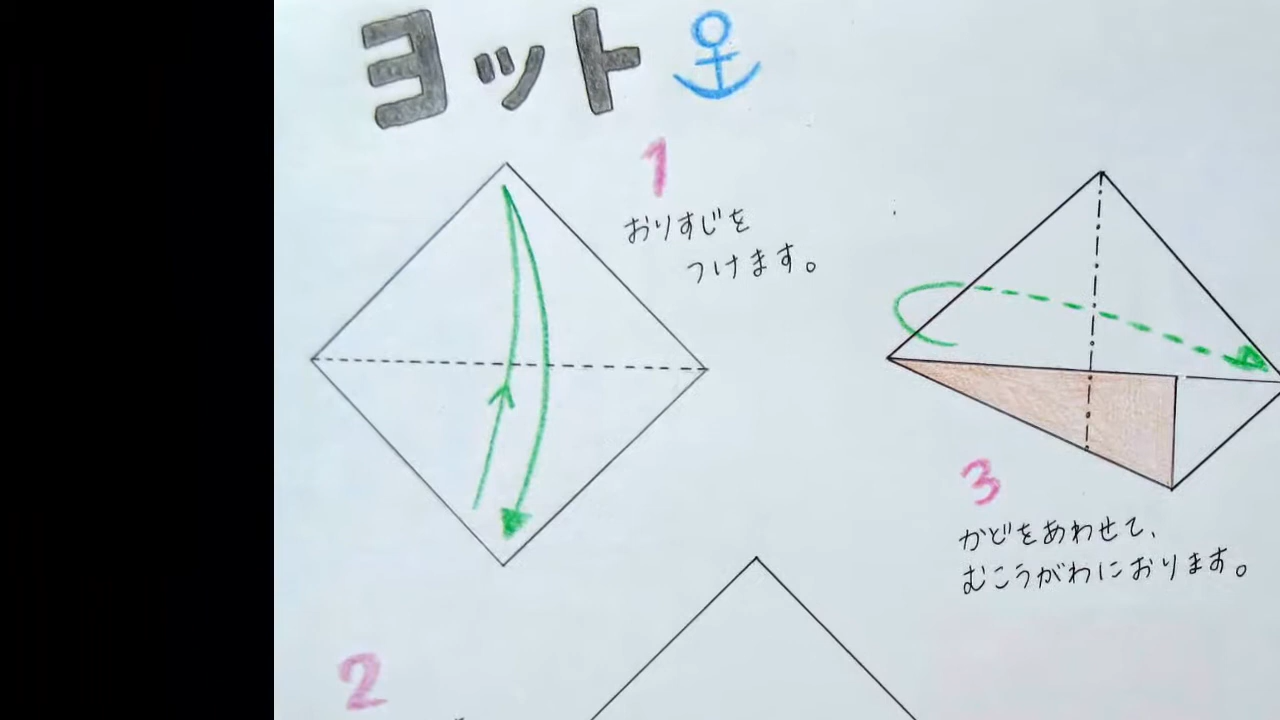 ヨット
1
おりすじを
つけます。
3
かどをあわせて、
むこうがわにおります。
2